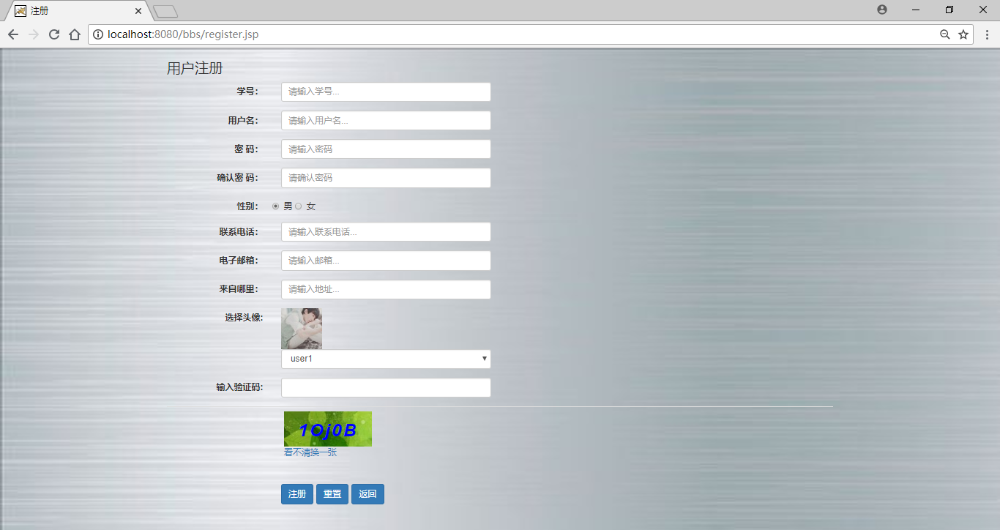 注册
localhost:8080/bbs/register.jsp
用户注册
学号: 请输入学号...
用户名: 请输入用户名...
密 码: 请输入密码
确认密 码: 请确认密码
性别: 男 女
联系电话: 请输入联系电话...
电子邮箱: 请输入邮箱...
来自哪里: 请输入地址...
选择头像:
user1
输入验证码:
1Oj0B
看不清换一张
注册 重置 返回